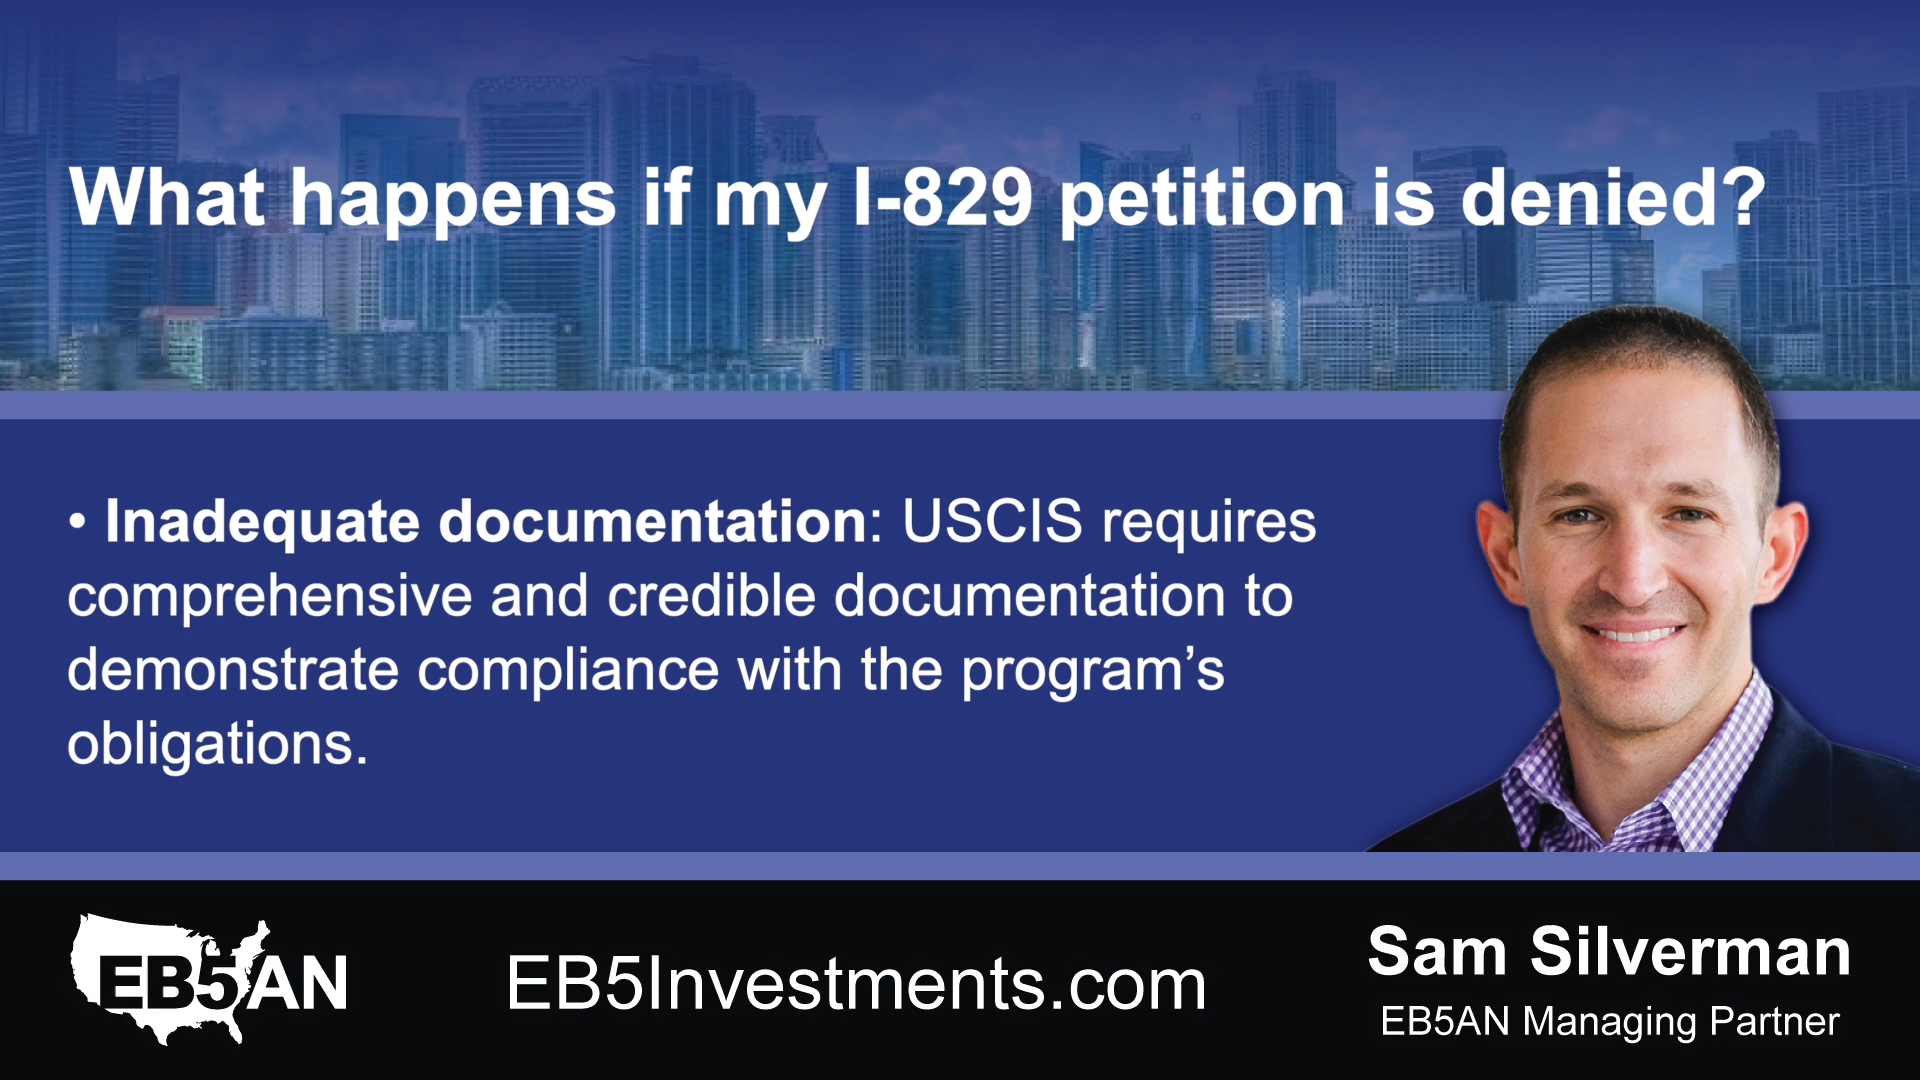 What happens if my I-829 petition is denied?
• Inadequate documentation: USCIS requires
comprehensive and credible documentation to
demonstrate compliance with the program’s
obligations.
EB5AN
EB5Investments.com
Sam Silverman
EB5AN Managing Partner